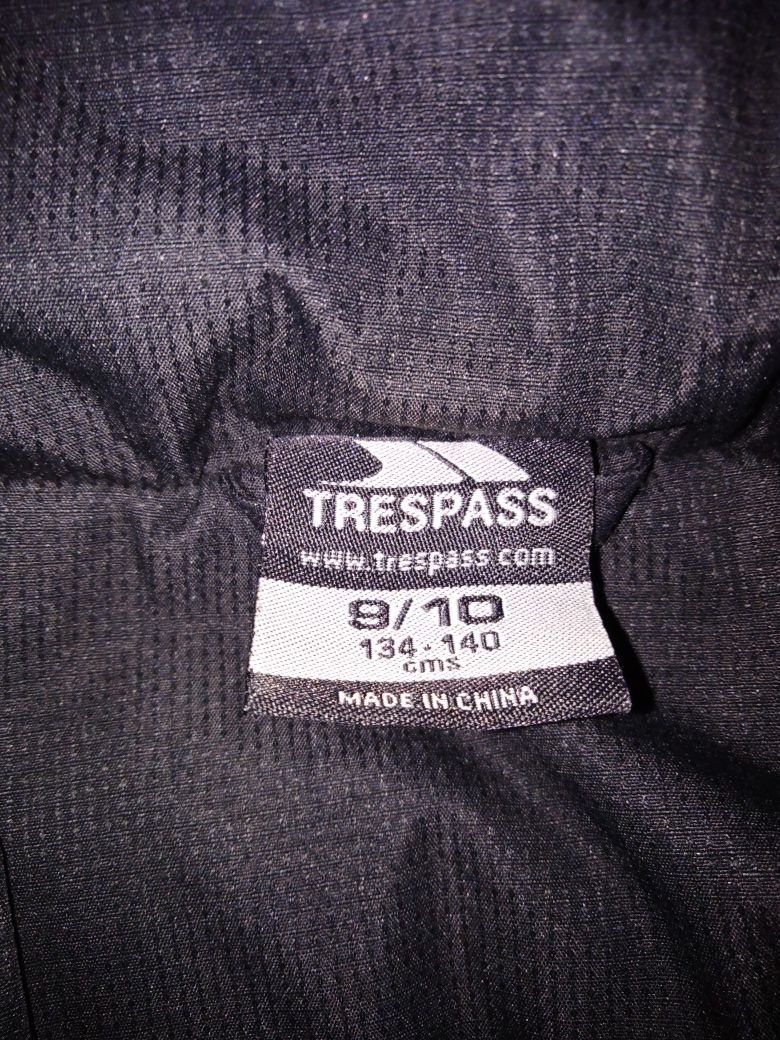 TRESPASS
www.trespass.com
9/10
134-140
cms
MADE IN CHINA